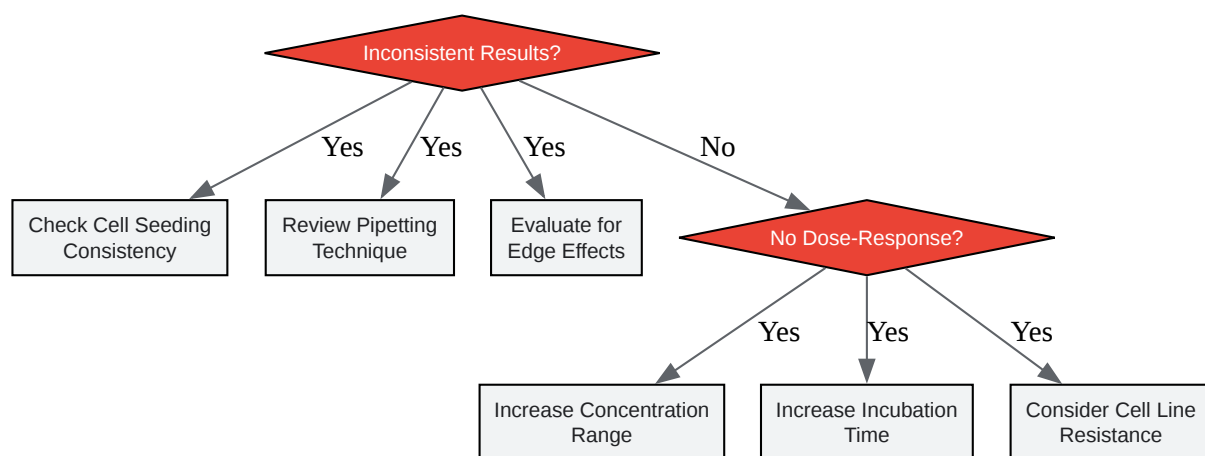 Inconsistent Results?
Yes
Yes
Yes
No
Check Cell Seeding
Consistency
Review Pipetting
Technique
Evaluate for
Edge Effects
No Dose-Response?
Yes
Yes
Yes
Increase Concentration
Range
Increase Incubation
Time
Consider Cell Line
Resistance